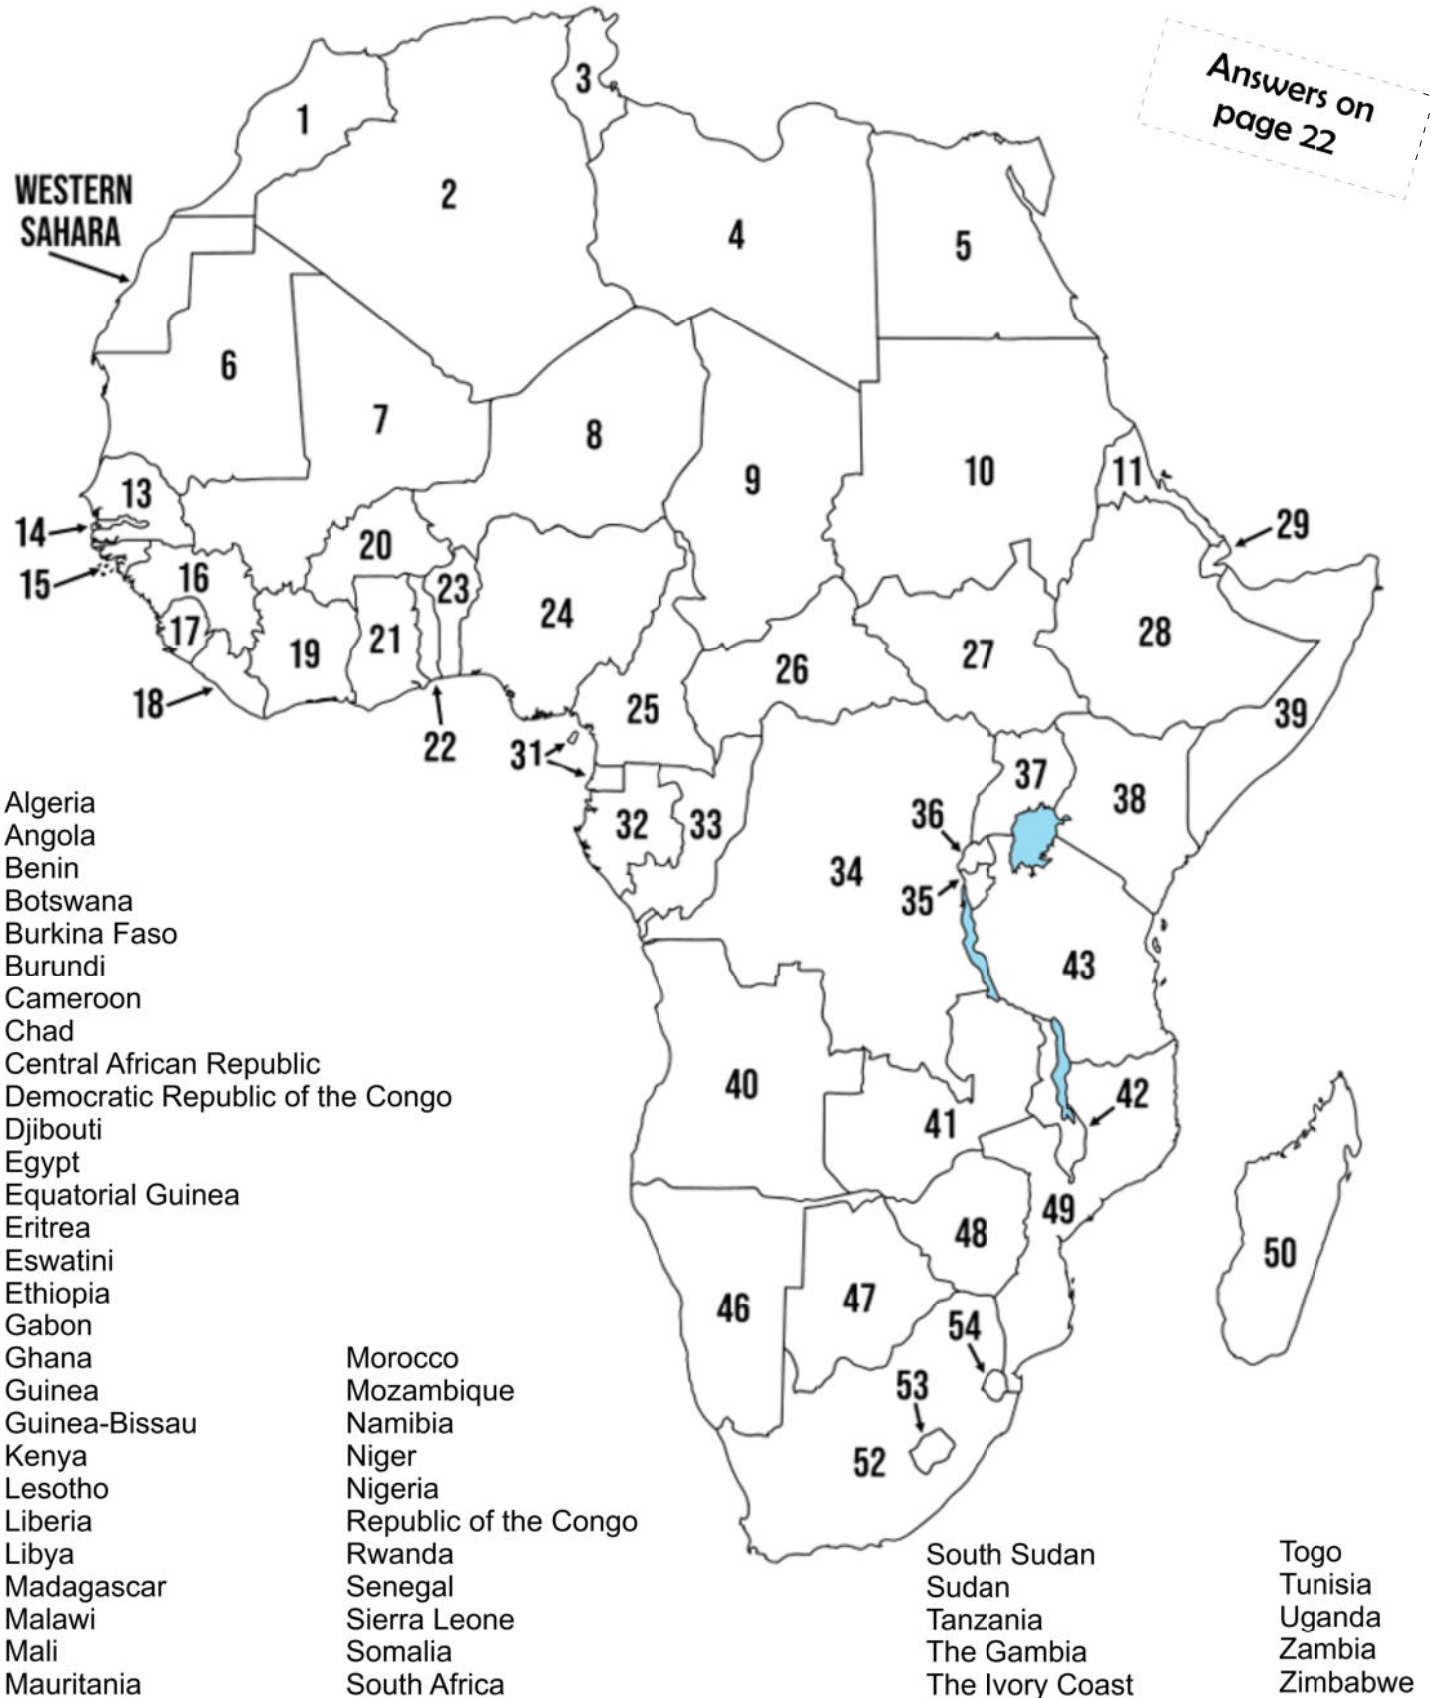 Answers on
page 22
1
3
WESTERN
SAHARA
2
4
5
6
7
8
9
10
11
13
14
29
20
15
16
23
24
17
21
28
19
27
26
18
25
39
22
31
37
38
36
32
33
34
35
43
40
42
41
49
48
50
47
46
54
53
52
Algeria
Angola
Benin
Botswana
Burkina Faso
Burundi
Cameroon
Chad
Central African Republic
Democratic Republic of the Congo
Djibouti
Egypt
Equatorial Guinea
Eritrea
Eswatini
Ethiopia
Gabon
Ghana
Guinea
Guinea-Bissau
Kenya
Lesotho
Liberia
Libya
Madagascar
Malawi
Mali
Mauritania
Morocco
Mozambique
Namibia
Niger
Nigeria
Republic of the Congo
Rwanda
Senegal
Sierra Leone
Somalia
South Africa
South Sudan
Sudan
Tanzania
The Gambia
The Ivory Coast
Togo
Tunisia
Uganda
Zambia
Zimbabwe